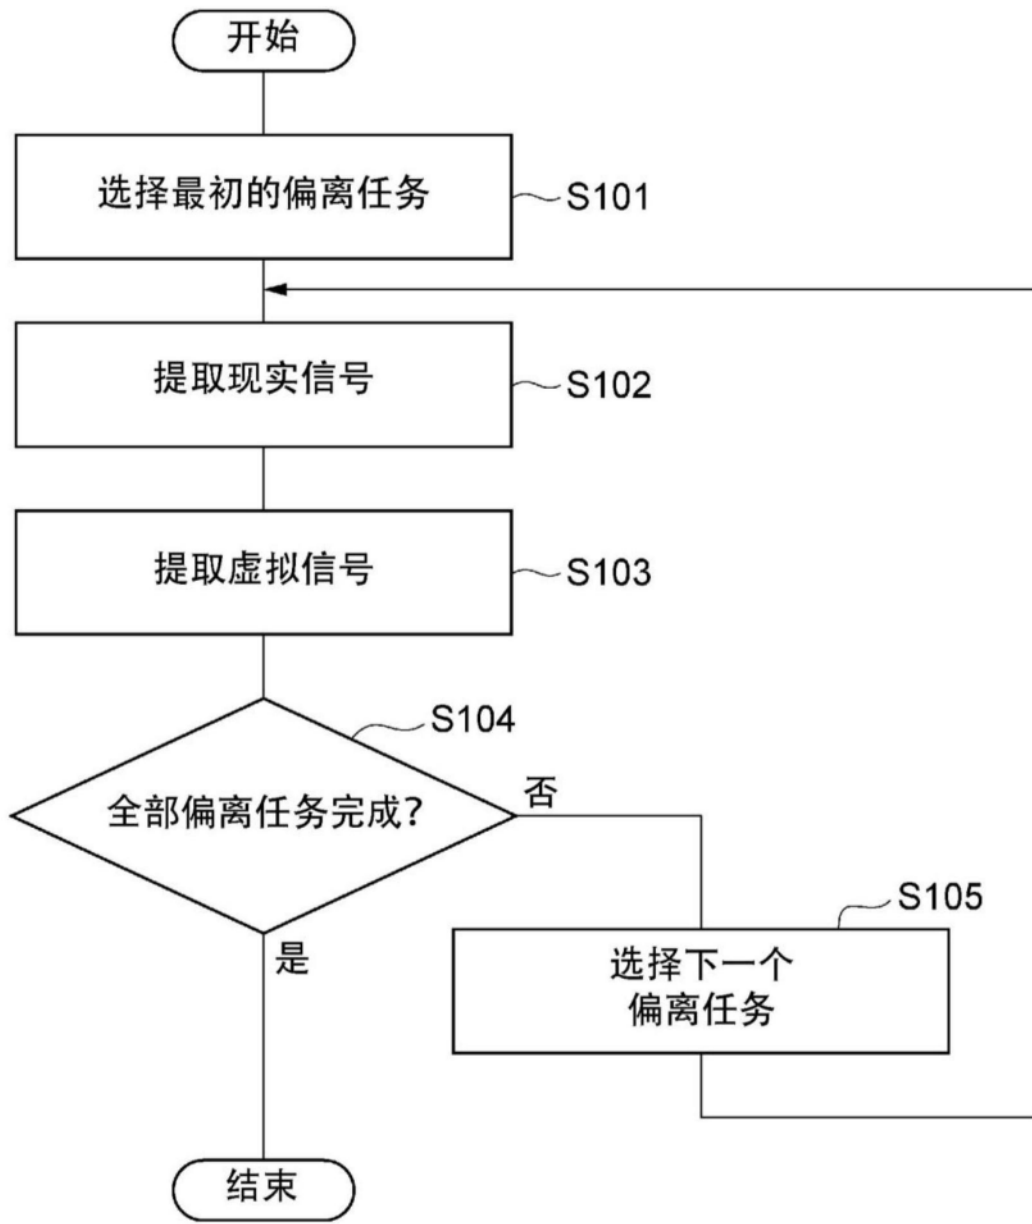 开始
选择最初的偏离任务
S101
提取现实信号
S102
提取虚拟信号
S103
S104
全部偏离任务完成?
否
是
S105
选择下一个
偏离任务
结束